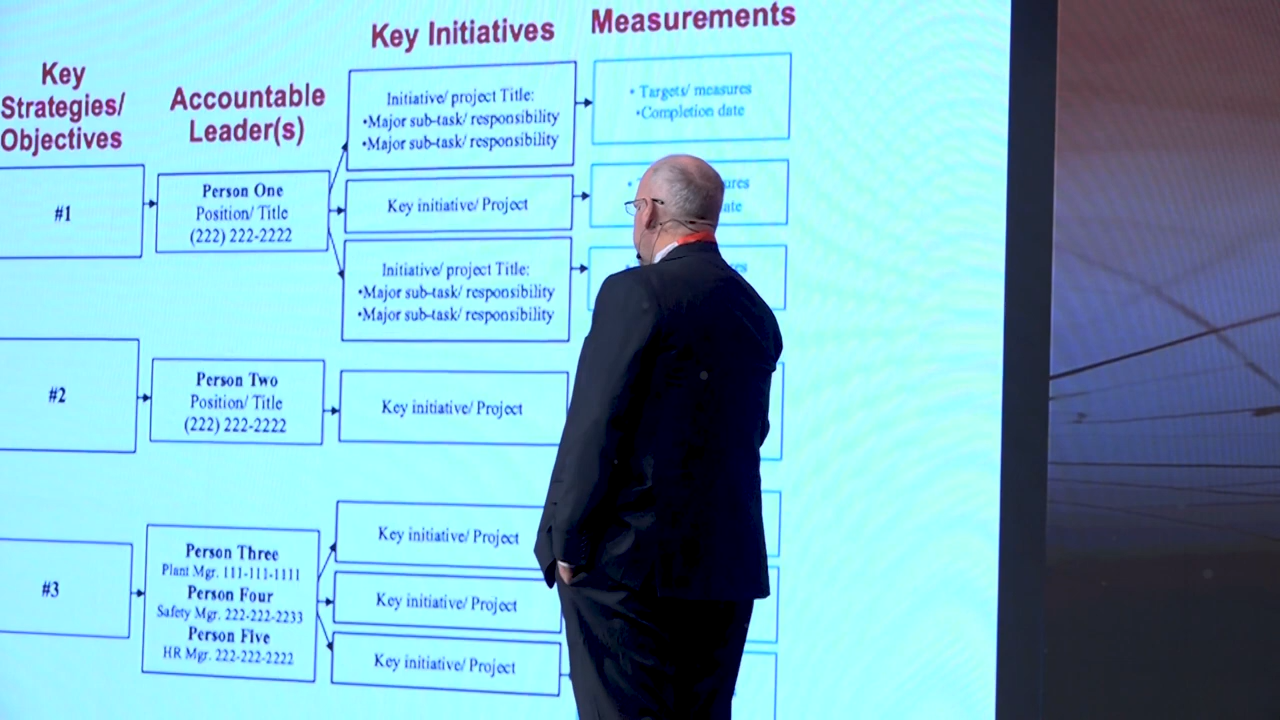 Key
Strategies/
Objectives
Accountable
Leader(s)
Key Initiatives
Measurements
#1
Person One
Position/ Title
(222) 222-2222
Initiative/ project Title:
•Major sub-task/ responsibility
•Major sub-task/ responsibility
• Targets/ measures
•Completion date
Key initiative/ Project
Initiative/ project Title:
•Major sub-task/ responsibility
•Major sub-task/ responsibility
#2
Person Two
Position/ Title
(222) 222-2222
Key initiative/ Project
#3
Person Three
Plant Mgr. 111-111-1111
Person Four
Safety Mgr. 222-222-2233
Person Five
HR Mgr. 222-222-2222
Key initiative/ Project
Key initiative/ Project
Key initiative/ Project